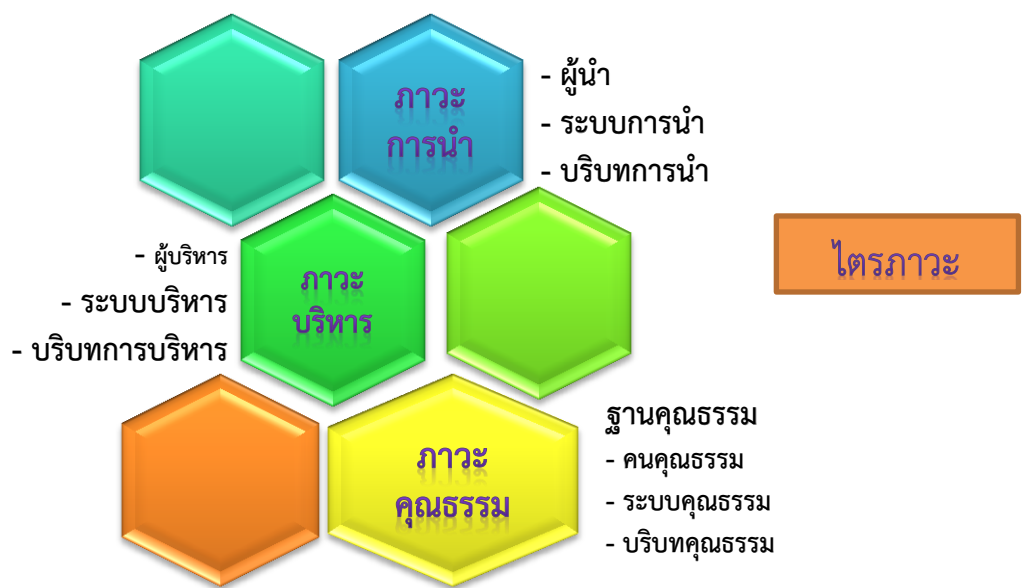 ภาวะ
การนำ
- ผู้นำ
- ระบบการนำ
- บริบทการนำ
ไตรภาวะ
- ผู้บริหาร
- ระบบบริหาร
- บริบทการบริหาร
ภาวะ
บริหาร
ภาวะ
คุณธรรม
ฐานคุณธรรม
- คนคุณธรรม
- ระบบคุณธรรม
- บริบทคุณธรรม